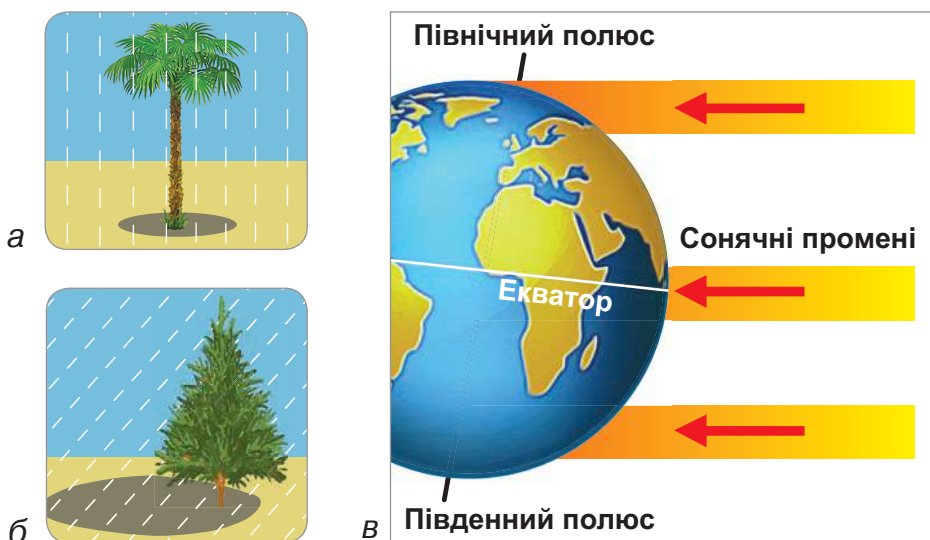 а
б
Північний полюс
Сонячні промені
Екватор
Південний полюс
в